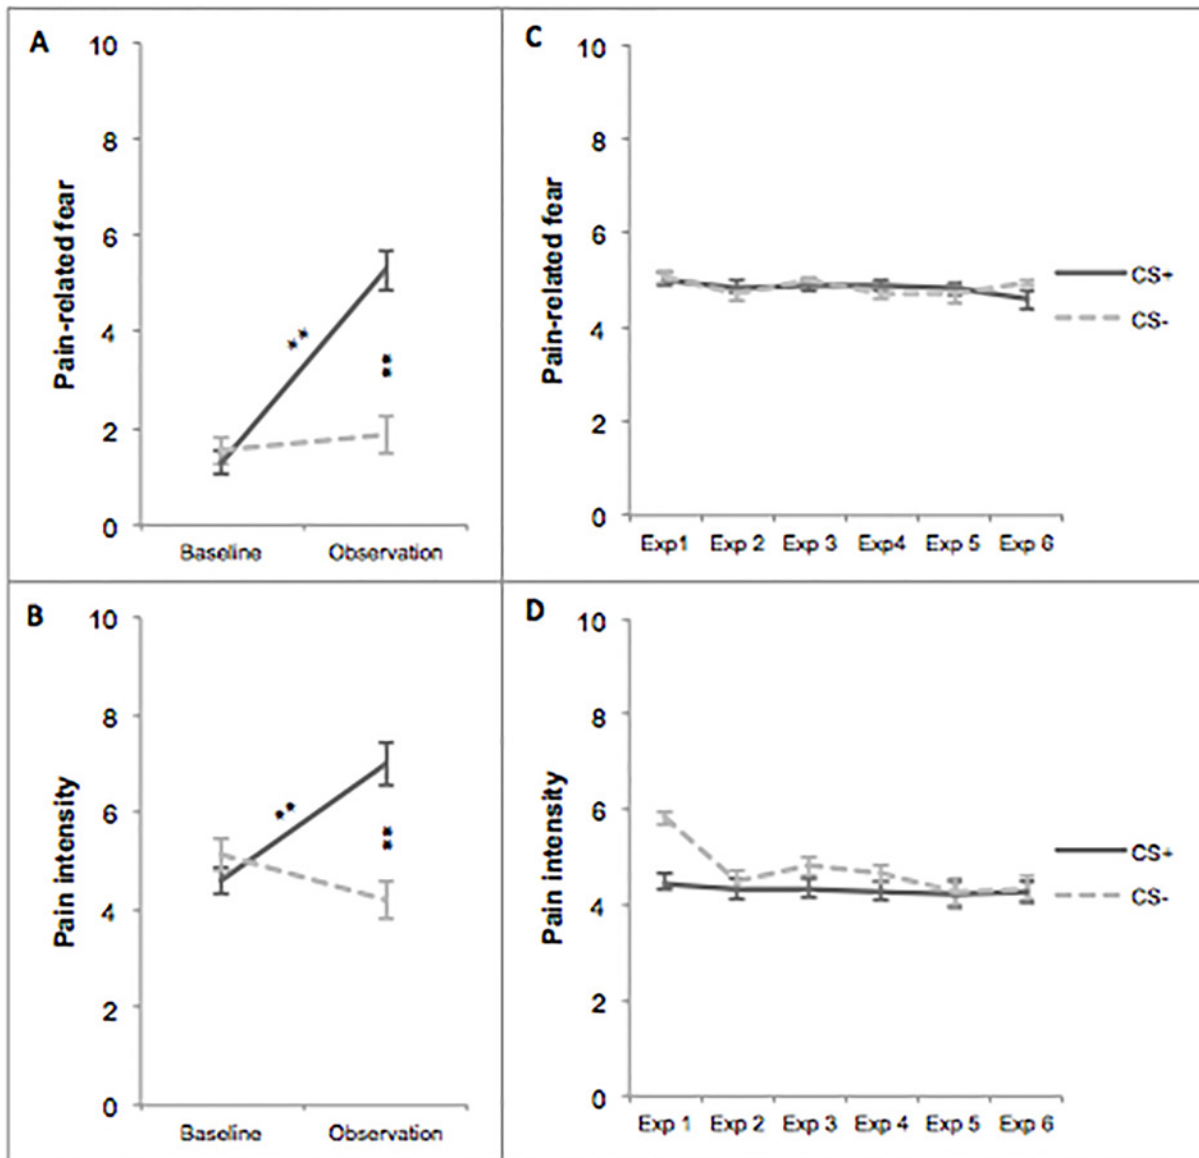 A
10
8
6
4
2
0
Pain-related fear
**
**
Baseline
Observation
C
10
8
6
4
2
0
Pain-related fear
CS+
CS-
Exp1
Exp 2
Exp 3
Exp4
Exp 5
Exp 6
B
10
8
6
4
2
0
Pain intensity
**
**
Baseline
Observation
D
10
8
6
4
2
0
Pain intensity
CS+
CS-
Exp 1
Exp 2
Exp 3
Exp 4
Exp 5
Exp 6